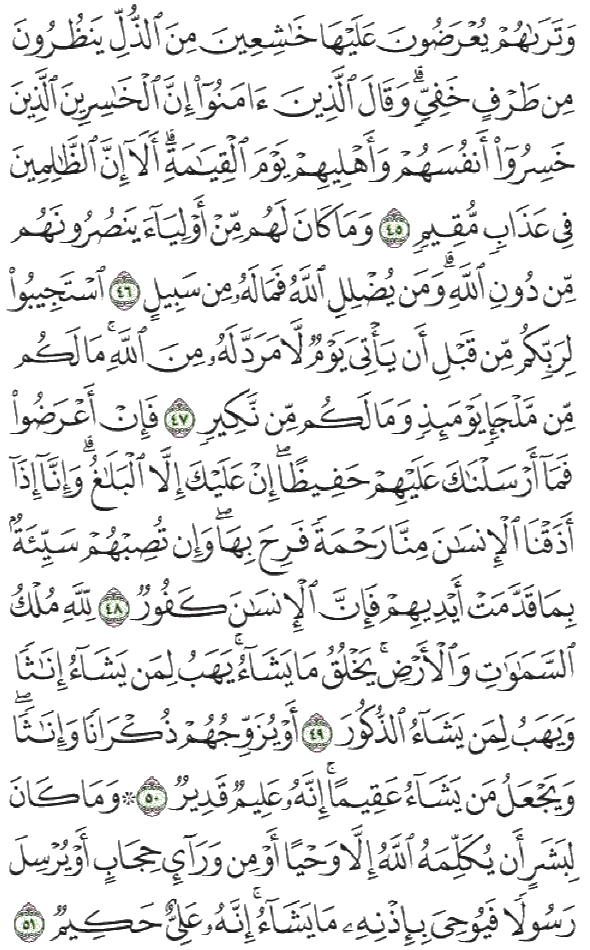 وَتَرَىٰهُمْ يُعْرَضُونَ عَلَيْهَا خَٰشِعِينَ مِنَ ٱلذُّلِّ يَنظُرُونَ
مِن طَرْفٍ خَفِيٍّۗ وَقَالَ ٱلَّذِينَ ءَامَنُوٓا۟ إِنَّ ٱلْخَٰسِرِينَ ٱلَّذِينَ
خَسِرُوٓا۟ أَنفُسَهُمْ وَأَهْلِيهِمْ يَوْمَ ٱلْقِيَٰمَةِۗ أَلَآ إِنَّ ٱلظَّٰلِمِينَ
فِى عَذَابٍ مُّقِيمٍ ٤٥ وَمَا كَانَ لَهُم مِّنْ أَوْلِيَآءَ يَنصُرُونَهُم
مِّن دُونِ ٱللَّهِۗ وَمَن يُضْلِلِ ٱللَّهُ فَمَا لَهُۥ مِن سَبِيلٍ ٤٦ ٱسْتَجِيبُوا۟
لِرَبِّكُم مِّن قَبْلِ أَن يَأْتِىَ يَوْمٌ لَّا مَرَدَّ لَهُۥ مِنَ ٱللَّهِۚ مَا لَكُم
مِّن مَّلْجَإٍ يَوْمَئِذٍ وَمَا لَكُم مِّن نَّكِيرٍ ٤٧ فَإِنْ أَعْرَضُوا۟
فَمَآ أَرْسَلْنَٰكَ عَلَيْهِمْ حَفِيظًاۖ إِنْ عَلَيْكَ إِلَّا ٱلْبَلَٰغُۗ وَإِنَّآ إِذَآ
أَذَقْنَا ٱلْإِنسَٰنَ مِنَّا رَحْمَةً فَرِحَ بِهَاۖ وَإِن تُصِبْهُمْ سَيِّئَةٌۢ
بِمَا قَدَّمَتْ أَيْدِيهِمْ فَإِنَّ ٱلْإِنسَٰنَ كَفُورٌ ٤٨ لِّلَّهِ مُلْكُ
ٱلسَّمَٰوَٰتِ وَٱلْأَرْضِۚ يَخْلُقُ مَا يَشَآءُۚ يَهَبُ لِمَن يَشَآءُ إِنَٰثًا
وَيَهَبُ لِمَن يَشَآءُ ٱلذُّكُورَ ٤٩ أَوْ يُزَوِّجُهُمْ ذُكْرَانًا وَإِنَٰثًاۖ
وَيَجْعَلُ مَن يَشَآءُ عَقِيمًاۚ إِنَّهُۥ عَلِيمٌ قَدِيرٌ ٥٠ ۞ وَمَا كَانَ
لِبَشَرٍ أَن يُكَلِّمَهُ ٱللَّهُ إِلَّا وَحْيًا أَوْ مِن وَرَآئِ حِجَابٍ أَوْ يُرْسِلَ
رَسُولًا فَيُوحِىَ بِإِذْنِهِۦ مَا يَشَآءُۚ إِنَّهُۥ عَلِىٌّ حَكِيمٌ ٥١